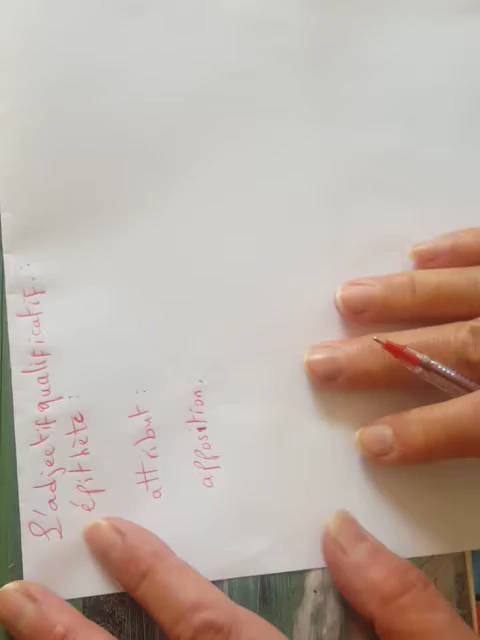 L'adjectif qualificatif :
épithète :
attribut :
apposition.